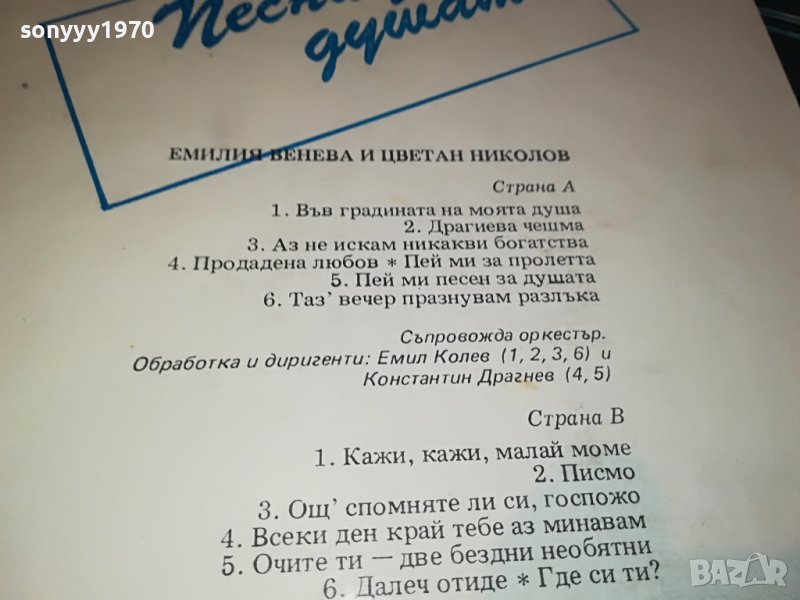 sonyyy1970
душат
ЕМИЛИЯ ВЕНЕВА И ЦВЕТАН НИКОЛОВ
Страна А
1. Във градината на моята душа
2. Драгиева чешма
3. Аз не искам никакви богатства
4. Продадена любов * Пей ми за пролетта
5. Пей ми песен за душата
6. Таз' вечер празнувам разлъка
Съпровожда оркестър.
Обработка и диригенти: Емил Колев (1, 2, 3, 6) и
Константин Драгнев (4, 5)
Страна В
1. Кажи, кажи, малай моме
2. Писмо
3. Ощ' спомняте ли си, госпожо
4. Всеки ден край тебе аз минавам
5. Очите ти — две бездни необятни
6. Далеч отиде * Где си ти?
BAZAR